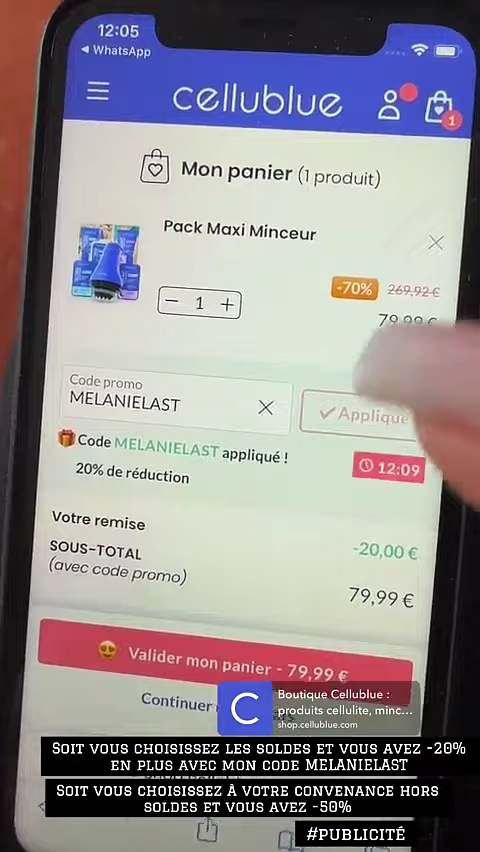 12:05
WhatsApp
cellublue
1
Mon panier (1 produit)
Pack Maxi Minceur
-70% 269,92 €
79,99 €
1
Code promo
MELANIELAST
Applique
Code MELANIELAST appliqué !
20% de réduction
12:09
Votre remise
-20,00 €
SOUS-TOTAL
(avec code promo)
79,99 €
Valider mon panier - 79,99 €
Continuer
Boutique Cellublue :
produits cellulite, minc...
shop.cellublue.com
SOIT VOUS CHOISISSEZ LES SOLDES ET VOUS AVEZ -20%
EN PLUS AVEC MON CODE MELANIELAST
SOIT VOUS CHOISISSEZ À VOTRE CONVENANCE HORS
SOLDES ET VOUS AVEZ -50%
#PUBLICITÉ